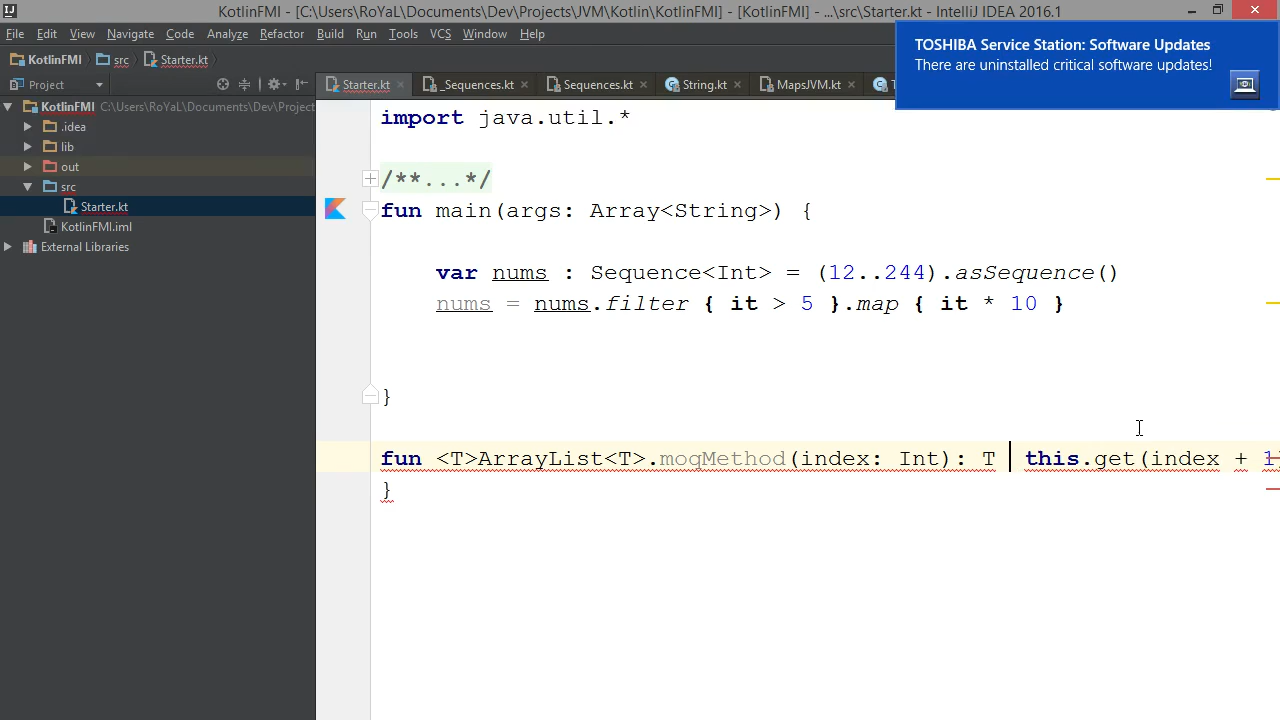 KotlinFMI - [C:\Users\RoYaL\Documents\Dev\Projects\JVM\Kotlin\KotlinFMI] - [KotlinFMI] - ...\src\Starter.kt - IntelliJ IDEA 2016.1
File Edit View Navigate Code Analyze Refactor Build Run Tools VCS Window Help
TOSHIBA Service Station: Software Updates
There are uninstalled critical software updates!
KotlinFMI src Starter.kt
Project
Starter.kt _Sequences.kt Sequences.kt String.kt MapsJVM.kt
KotlinFMI C:\Users\RoYaL\Documents\Dev\Project
.idea
lib
out
src
Starter.kt
KotlinFMI.iml
External Libraries
import java.util.*
/**...*/
fun main(args: Array<String>) {
var nums : Sequence<Int> = (12..244).asSequence()
nums = nums.filter { it > 5 }.map { it * 10 }
}
fun <T>ArrayList<T>.moqMethod(index: Int): T this.get(index + 1)
}